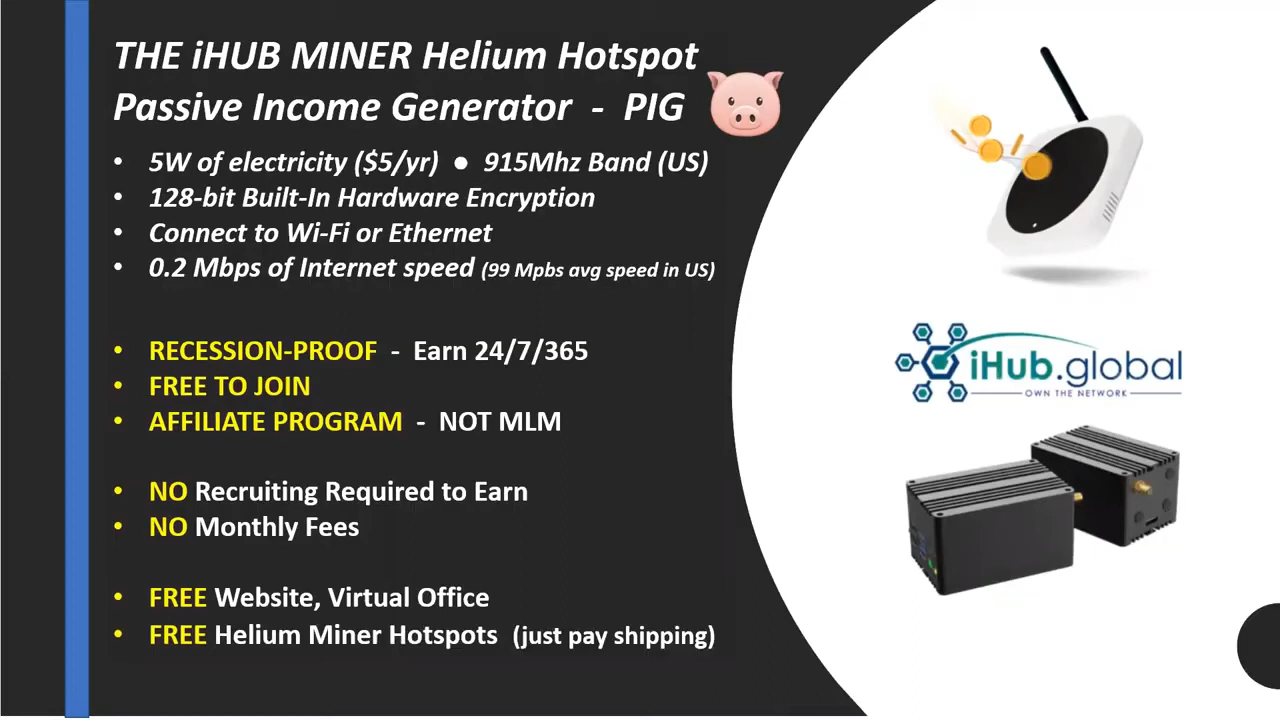 THE iHUB MINER Helium Hotspot
Passive Income Generator - PIG
• 5W of electricity ($5/yr) ● 915Mhz Band (US)
• 128-bit Built-In Hardware Encryption
• Connect to Wi-Fi or Ethernet
• 0.2 Mbps of Internet speed (99 Mpbs avg speed in US)
• RECESSION-PROOF - Earn 24/7/365
• FREE TO JOIN
• AFFILIATE PROGRAM - NOT MLM
• NO Recruiting Required to Earn
• NO Monthly Fees
• FREE Website, Virtual Office
• FREE Helium Miner Hotspots (just pay shipping)
iHub.global
OWN THE NETWORK